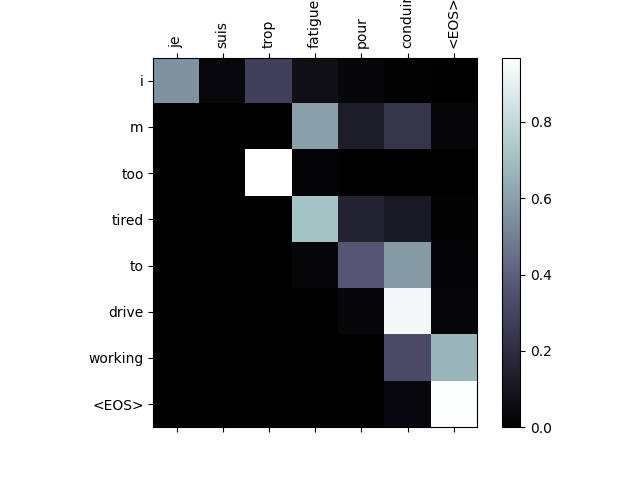 je suis trop fatigue pour conduir <EOS>
i
m
too
tired
to
drive
working
<EOS>
0.8
0.6
0.4
0.2
0.0